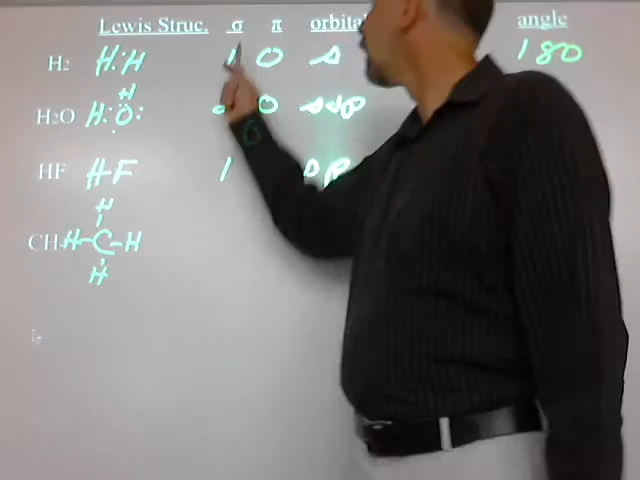 Lewis Struc. σ π orbita angle
H₂ H:H 1 0 s 180
H
H₂O H:O: 0
HF H-F 1
H
CH H-C-H
H